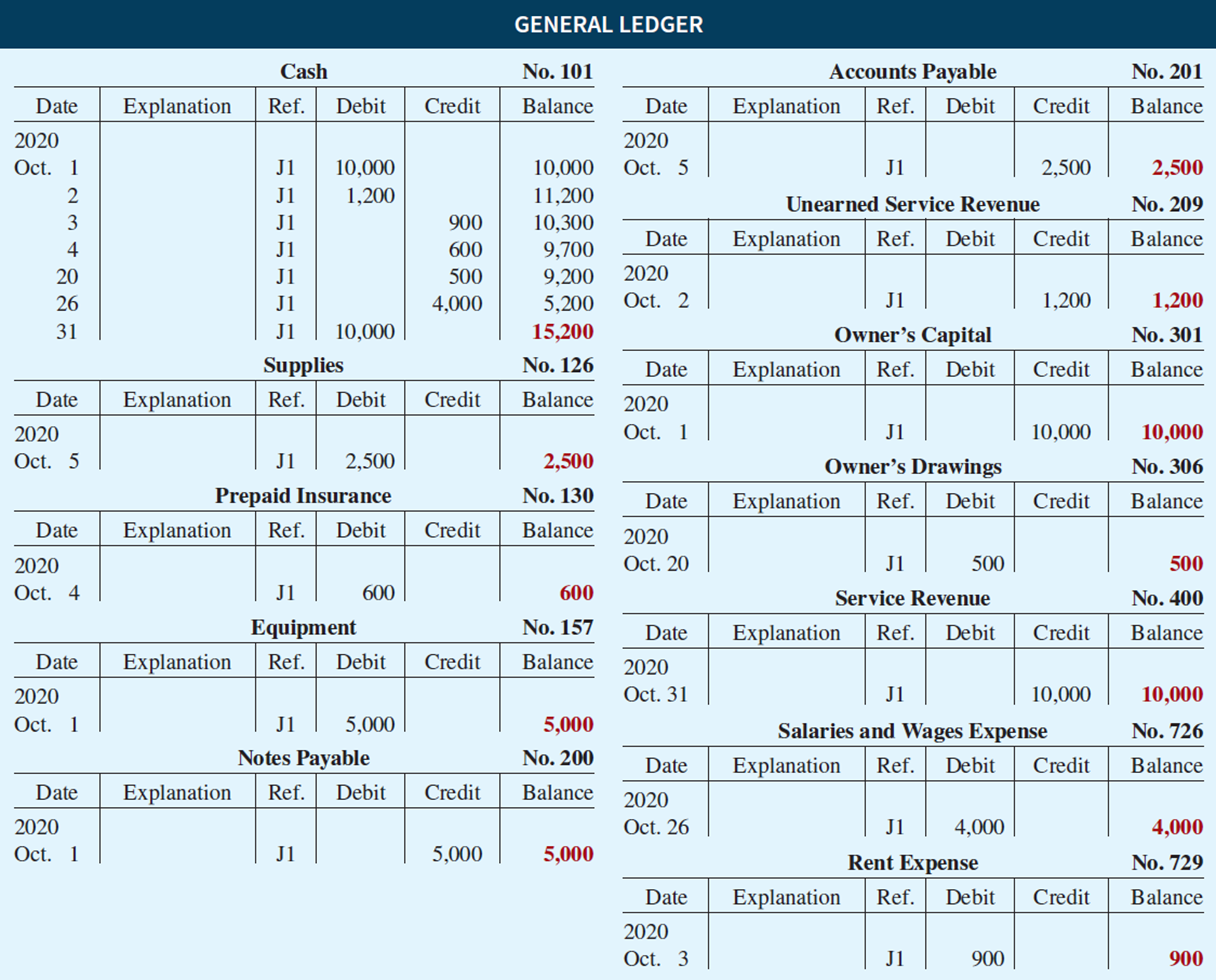 GENERAL LEDGER
Cash No. 101
Date Explanation Ref. Debit Credit Balance
2020
Oct. 1 J1 10,000 10,000
2 J1 1,200 11,200
3 J1 900 10,300
4 J1 600 9,700
20 J1 500 9,200
26 J1 4,000 5,200
31 J1 10,000 15,200
Supplies No. 126
Date Explanation Ref. Debit Credit Balance
2020
Oct. 5 J1 2,500 2,500
Prepaid Insurance No. 130
Date Explanation Ref. Debit Credit Balance
2020
Oct. 4 J1 600 600
Equipment No. 157
Date Explanation Ref. Debit Credit Balance
2020
Oct. 1 J1 5,000 5,000
Notes Payable No. 200
Date Explanation Ref. Debit Credit Balance
2020
Oct. 1 J1 5,000 5,000
Accounts Payable No. 201
Date Explanation Ref. Debit Credit Balance
2020
Oct. 5 J1 2,500 2,500
Unearned Service Revenue No. 209
Date Explanation Ref. Debit Credit Balance
2020
Oct. 2 J1 1,200 1,200
Owner’s Capital No. 301
Date Explanation Ref. Debit Credit Balance
2020
Oct. 1 J1 10,000 10,000
Owner’s Drawings No. 306
Date Explanation Ref. Debit Credit Balance
2020
Oct. 20 J1 500 500
Service Revenue No. 400
Date Explanation Ref. Debit Credit Balance
2020
Oct. 31 J1 10,000 10,000
Salaries and Wages Expense No. 726
Date Explanation Ref. Debit Credit Balance
2020
Oct. 26 J1 4,000 4,000
Rent Expense No. 729
Date Explanation Ref. Debit Credit Balance
2020
Oct. 3 J1 900 900